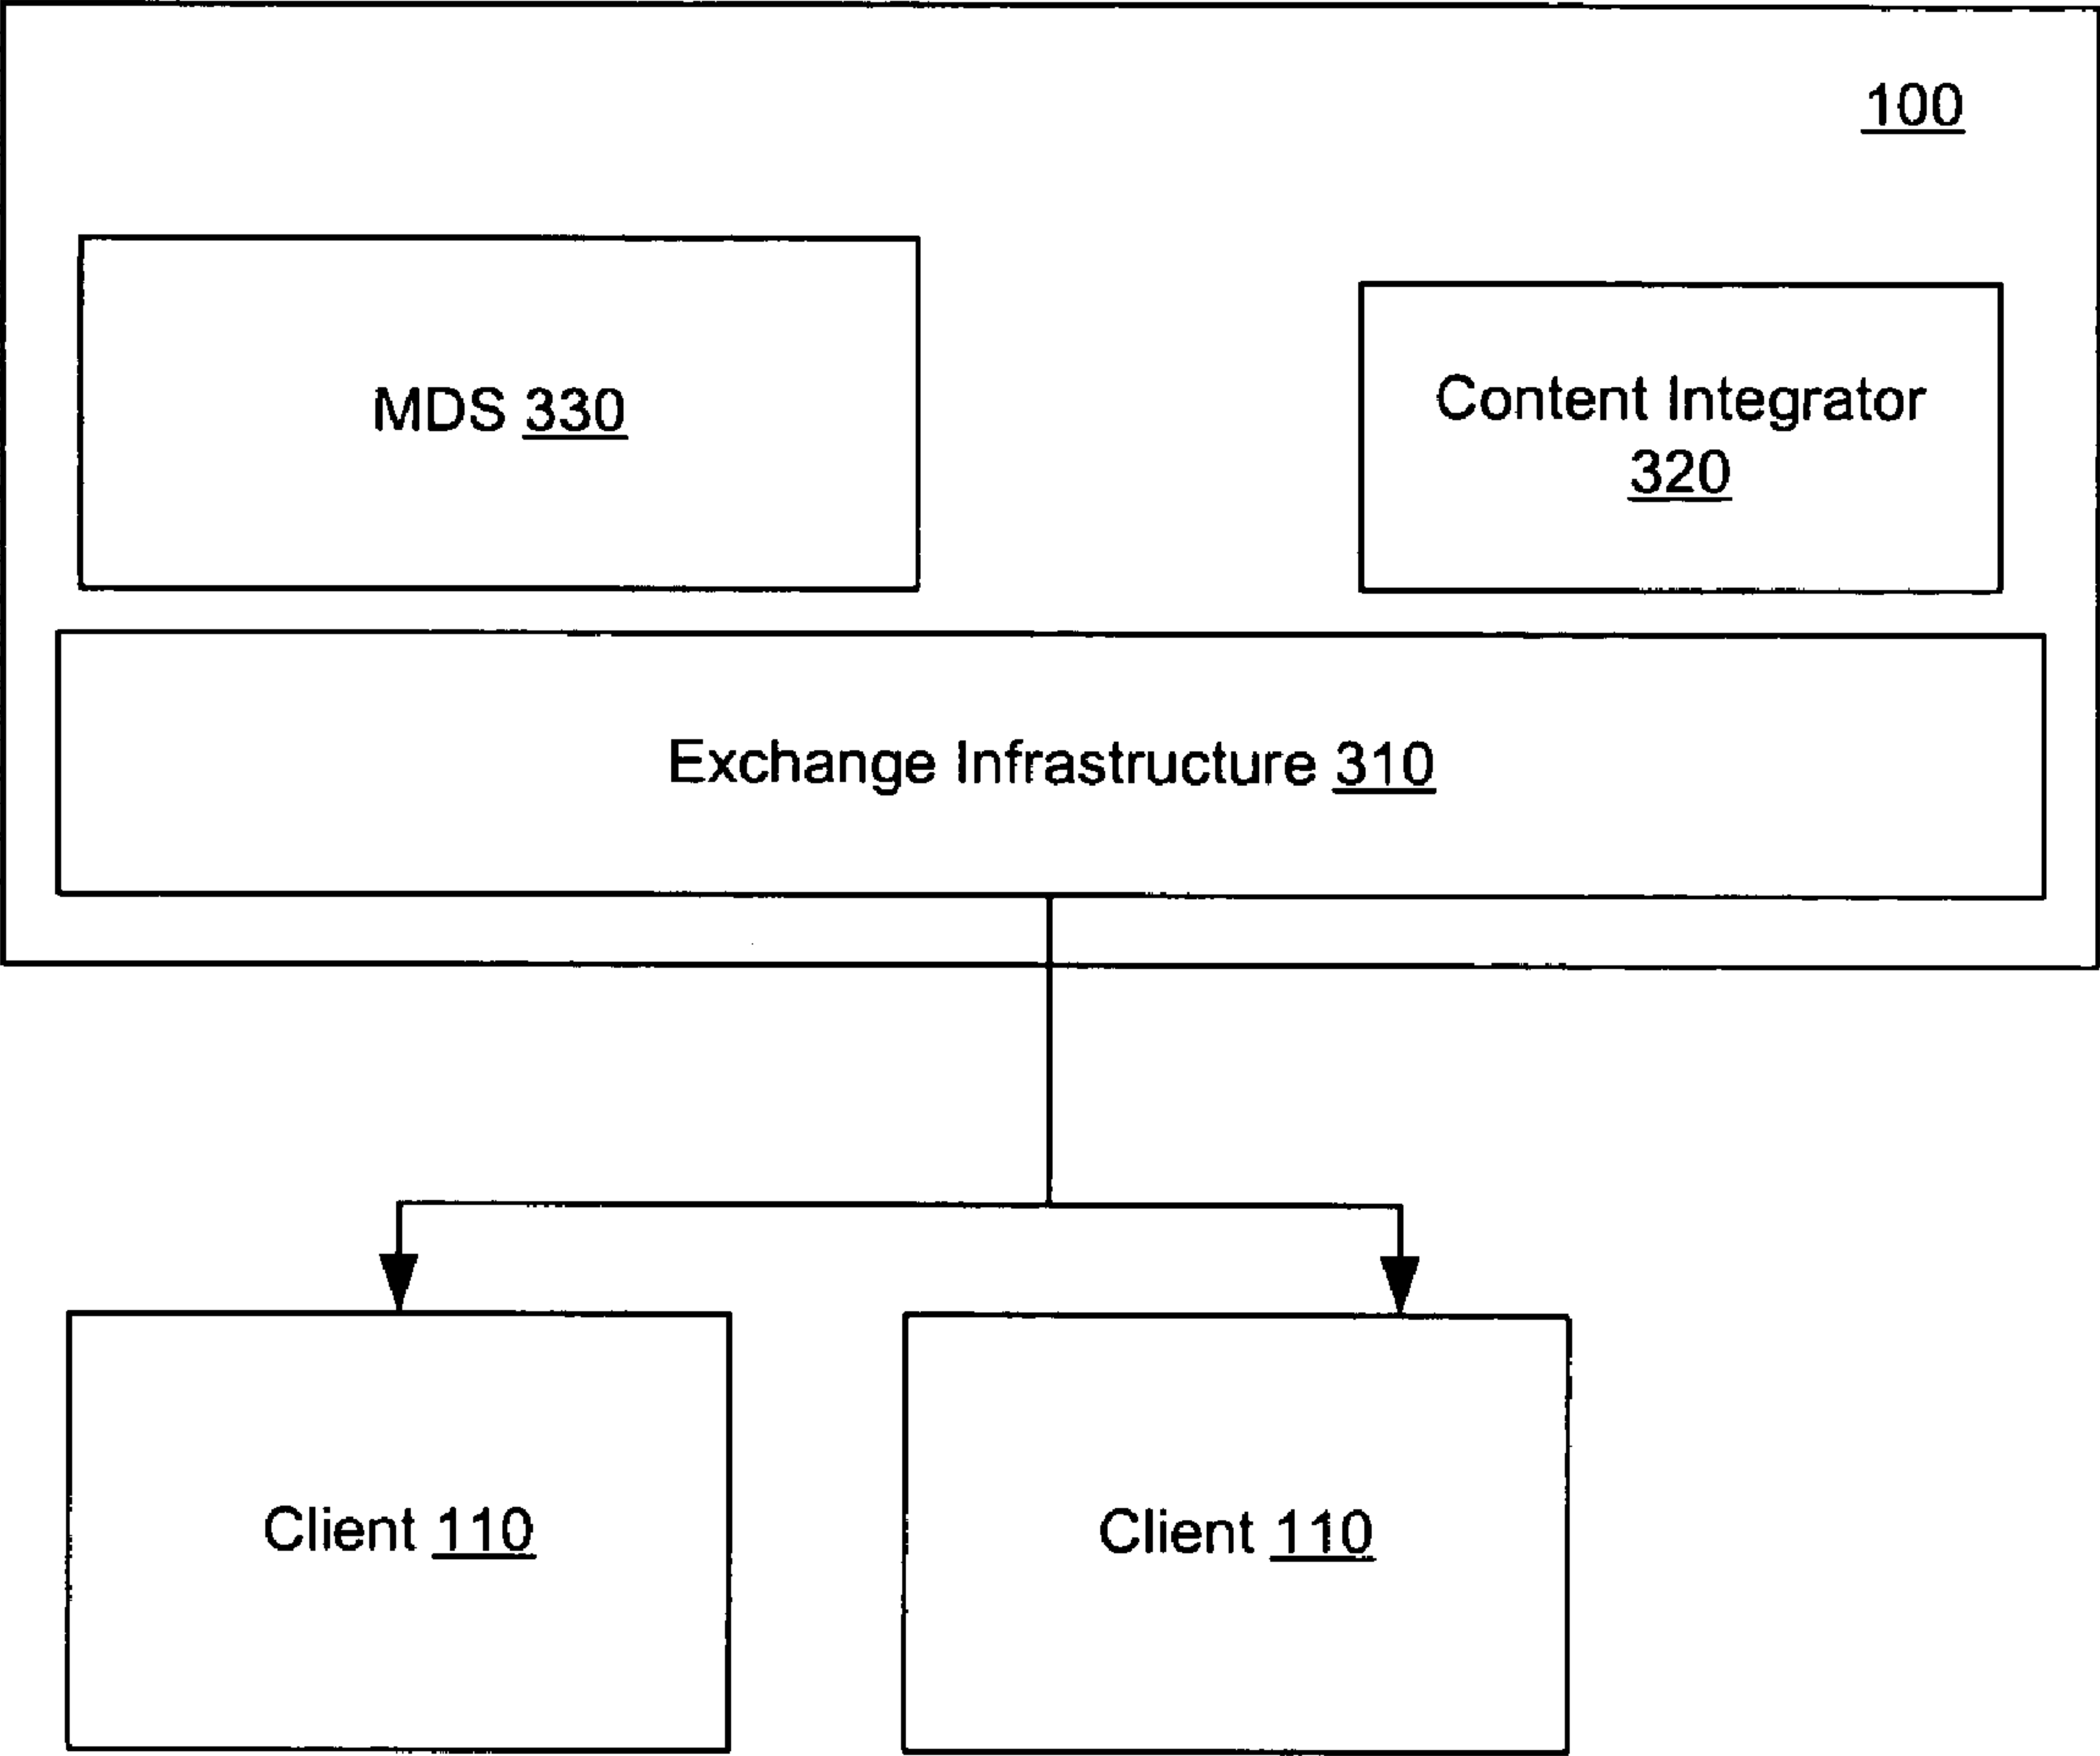 100
MDS 330
Content Integrator
320
Exchange Infrastructure 310
Client 110
Client 110